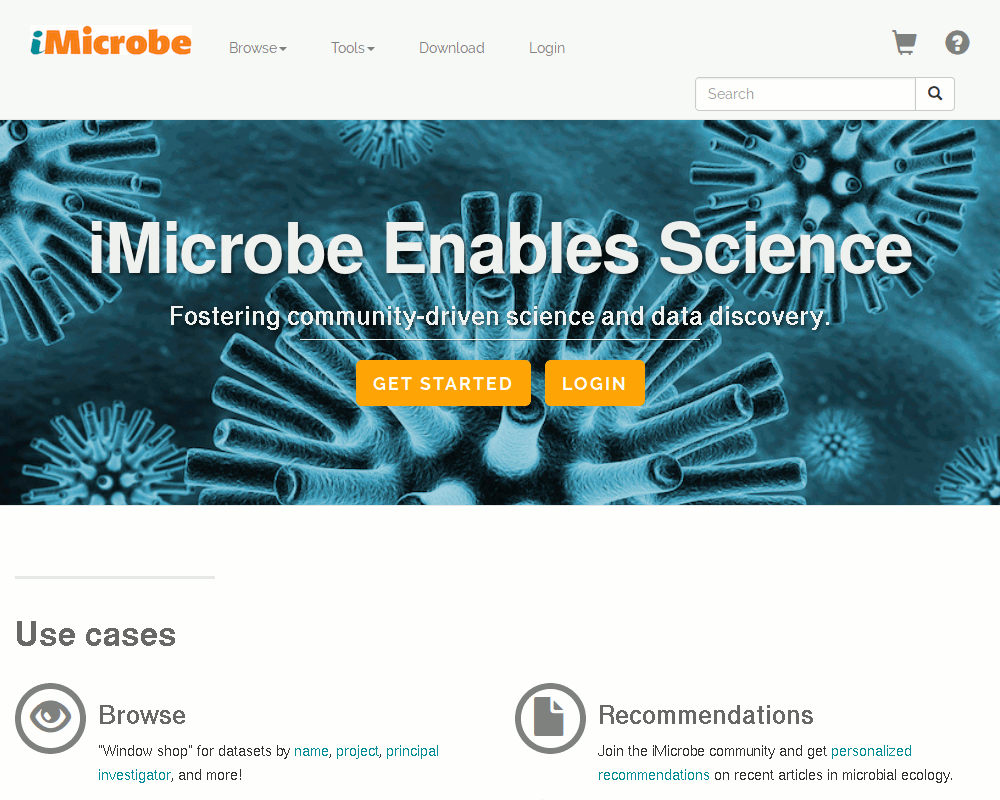 iMicrobe
Browse
Tools
Download
Login
?
Search
iMicrobe Enables Science
Fostering community-driven science and data discovery.
GET STARTED
LOGIN
Use cases
Browse
"Window shop" for datasets by name, project, principal
investigator, and more!
Recommendations
Join the iMicrobe community and get personalized
recommendations on recent articles in microbial ecology.